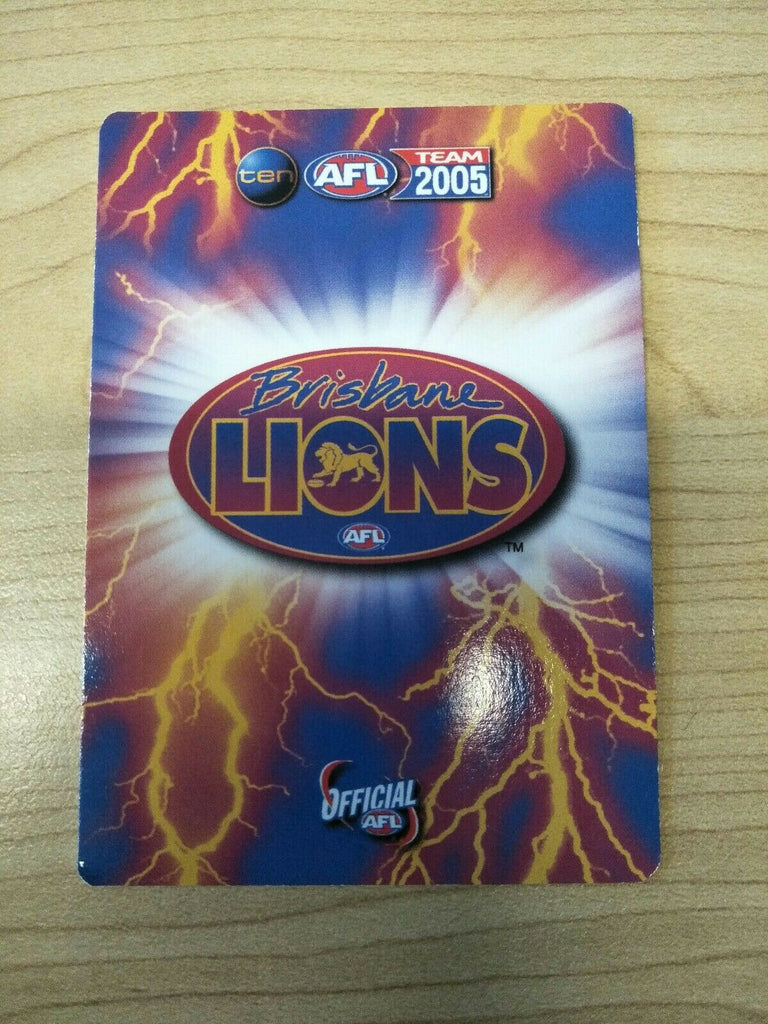 ten AFL TEAM 2005
Brisbane
LIONS
AFL
TM
OFFICIAL
AFL